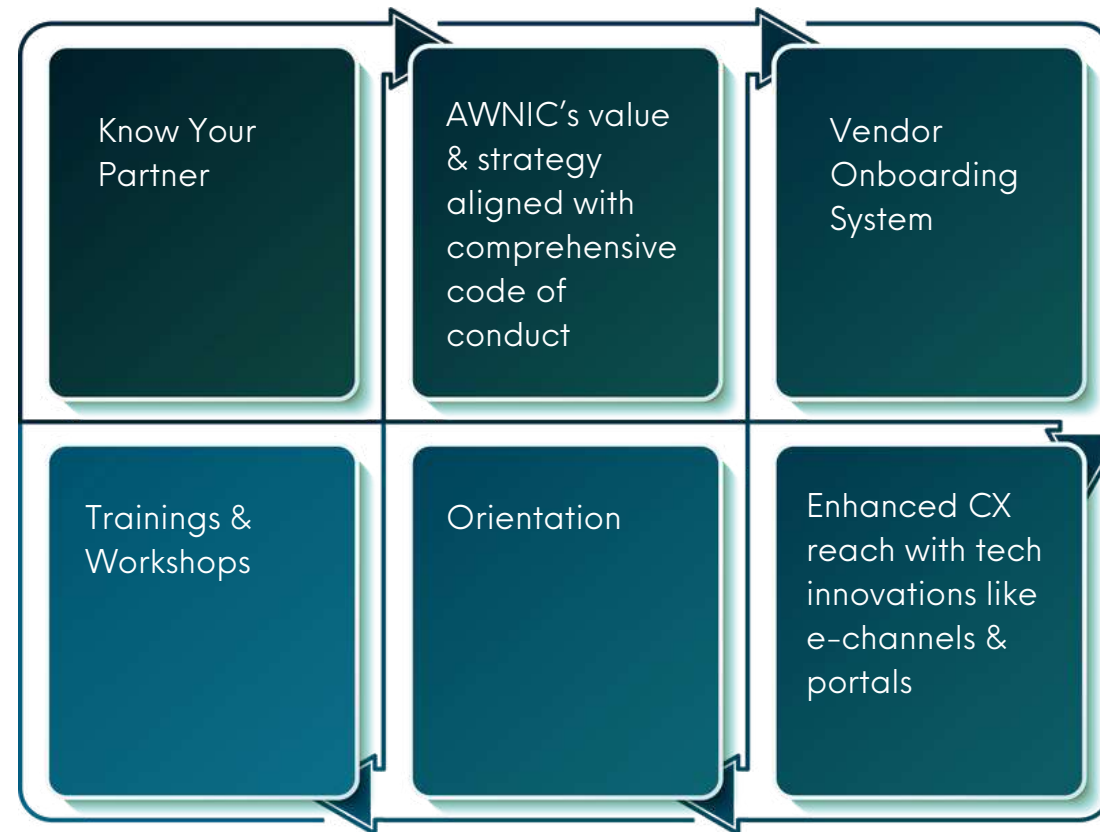 Know Your
Partner
AWNIC’s value
& strategy
aligned with
comprehensive
code of
conduct
Vendor
Onboarding
System
Trainings &
Workshops
Orientation
Enhanced CX
reach with tech
innovations like
e-channels &
portals